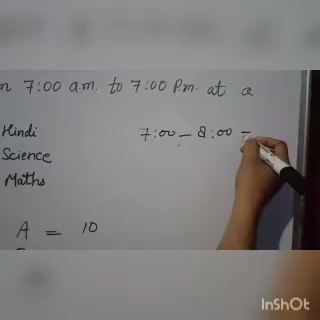 n 7:00 a.m. to 7:00 P.m. at a
Hindi 7:00 — 8:00 =
Science
Maths
A = 10
InShOt